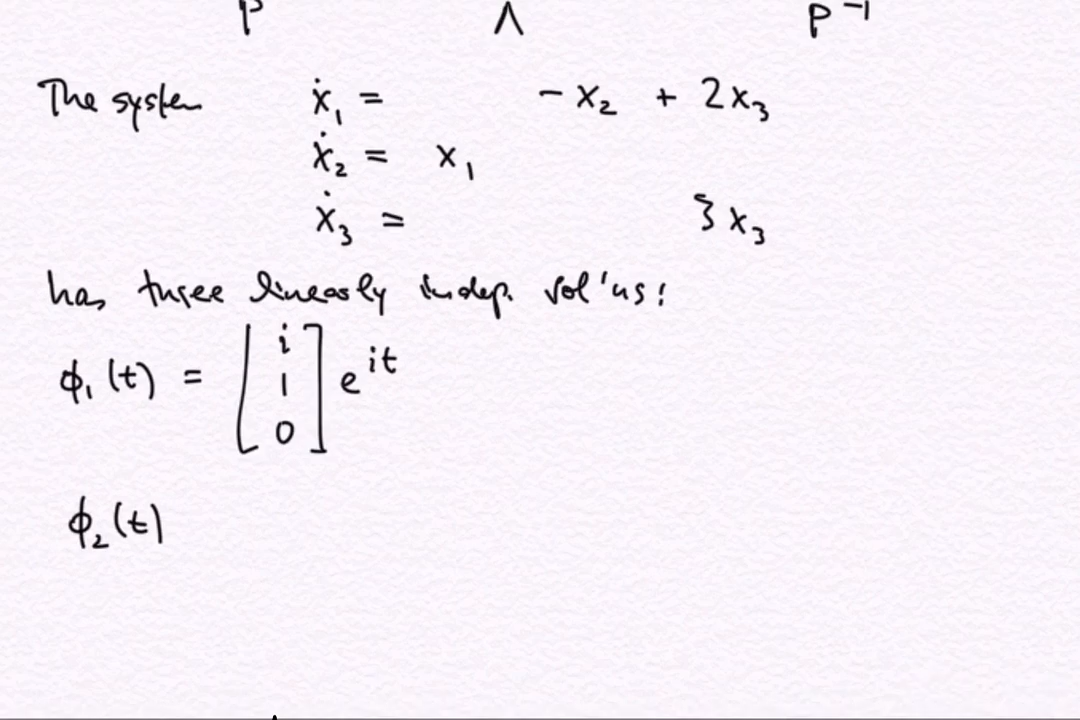 P Λ P⁻¹
The system ẋ₁ = - x₂ + 2x₃
ẋ₂ = x₁
ẋ₃ = 3x₃
has three linearly indep. sol'ns:
ϕ₁(t) = [i 1 0] e^{it}
ϕ₂(t)